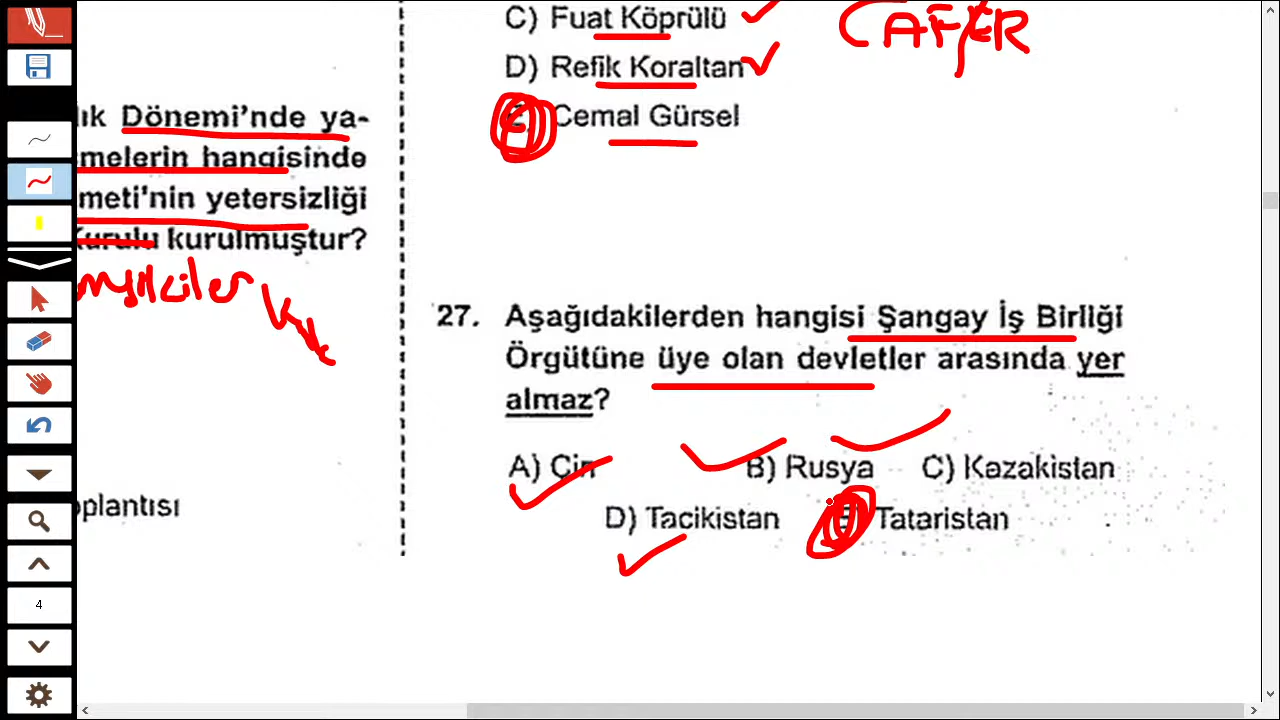 C) Fuat Köprülü
CAFER
D) Refik Koraltan
E) Cemal Gürsel
lık Dönemi'nde ya-
melerin hangisinde
meti'nin yetersizliği
Kurulu kurulmuştur?
27. Aşağıdakilerden hangisi Şangay İş Birliği
Örgütüne üye olan devletler arasında yer
almaz?
A) Çin B) Rusya C) Kazakistan
D) Tacikistan E) Tataristan
oplantısı
4